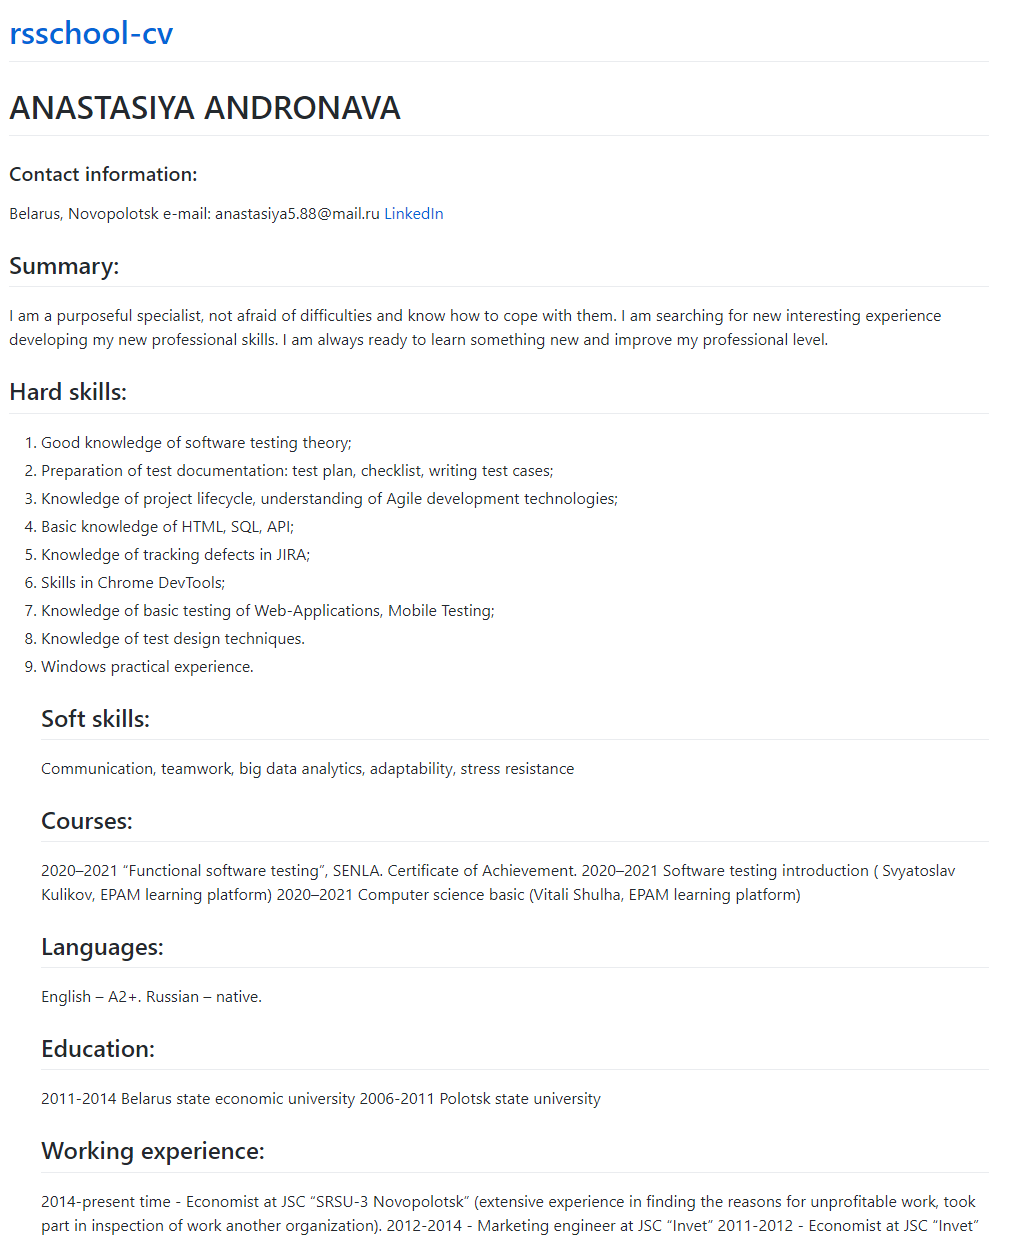 rsschool-cv
ANASTASIYA ANDRONAVA
Contact information:
Belarus, Novopolotsk e-mail: anastasiya5.88@mail.ru LinkedIn
Summary:
I am a purposeful specialist, not afraid of difficulties and know how to cope with them. I am searching for new interesting experience
developing my new professional skills. I am always ready to learn something new and improve my professional level.
Hard skills:
1. Good knowledge of software testing theory;
2. Preparation of test documentation: test plan, checklist, writing test cases;
3. Knowledge of project lifecycle, understanding of Agile development technologies;
4. Basic knowledge of HTML, SQL, API;
5. Knowledge of tracking defects in JIRA;
6. Skills in Chrome DevTools;
7. Knowledge of basic testing of Web-Applications, Mobile Testing;
8. Knowledge of test design techniques.
9. Windows practical experience.
Soft skills:
Communication, teamwork, big data analytics, adaptability, stress resistance
Courses:
2020–2021 “Functional software testing”, SENLA. Certificate of Achievement. 2020–2021 Software testing introduction ( Svyatoslav
Kulikov, EPAM learning platform) 2020–2021 Computer science basic (Vitali Shulha, EPAM learning platform)
Languages:
English – A2+. Russian – native.
Education:
2011-2014 Belarus state economic university 2006-2011 Polotsk state university
Working experience:
2014-present time - Economist at JSC “SRSU-3 Novopolotsk” (extensive experience in finding the reasons for unprofitable work, took
part in inspection of work another organization). 2012-2014 - Marketing engineer at JSC “Invet” 2011-2012 - Economist at JSC “Invet”